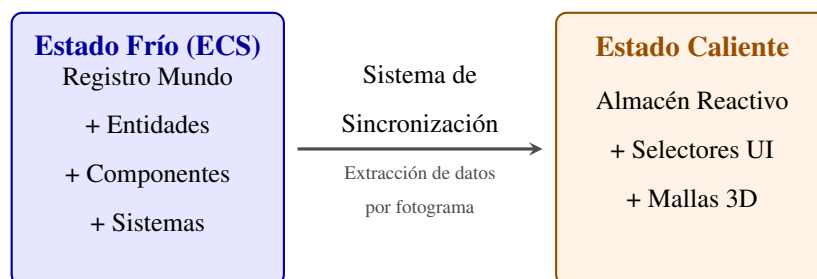 Estado Frío (ECS)
Registro Mundo
+ Entidades
+ Componentes
+ Sistemas
Sistema de
Sincronización
Extracción de datos
por fotograma
Estado Caliente
Almacén Reactivo
+ Selectores UI
+ Mallas 3D